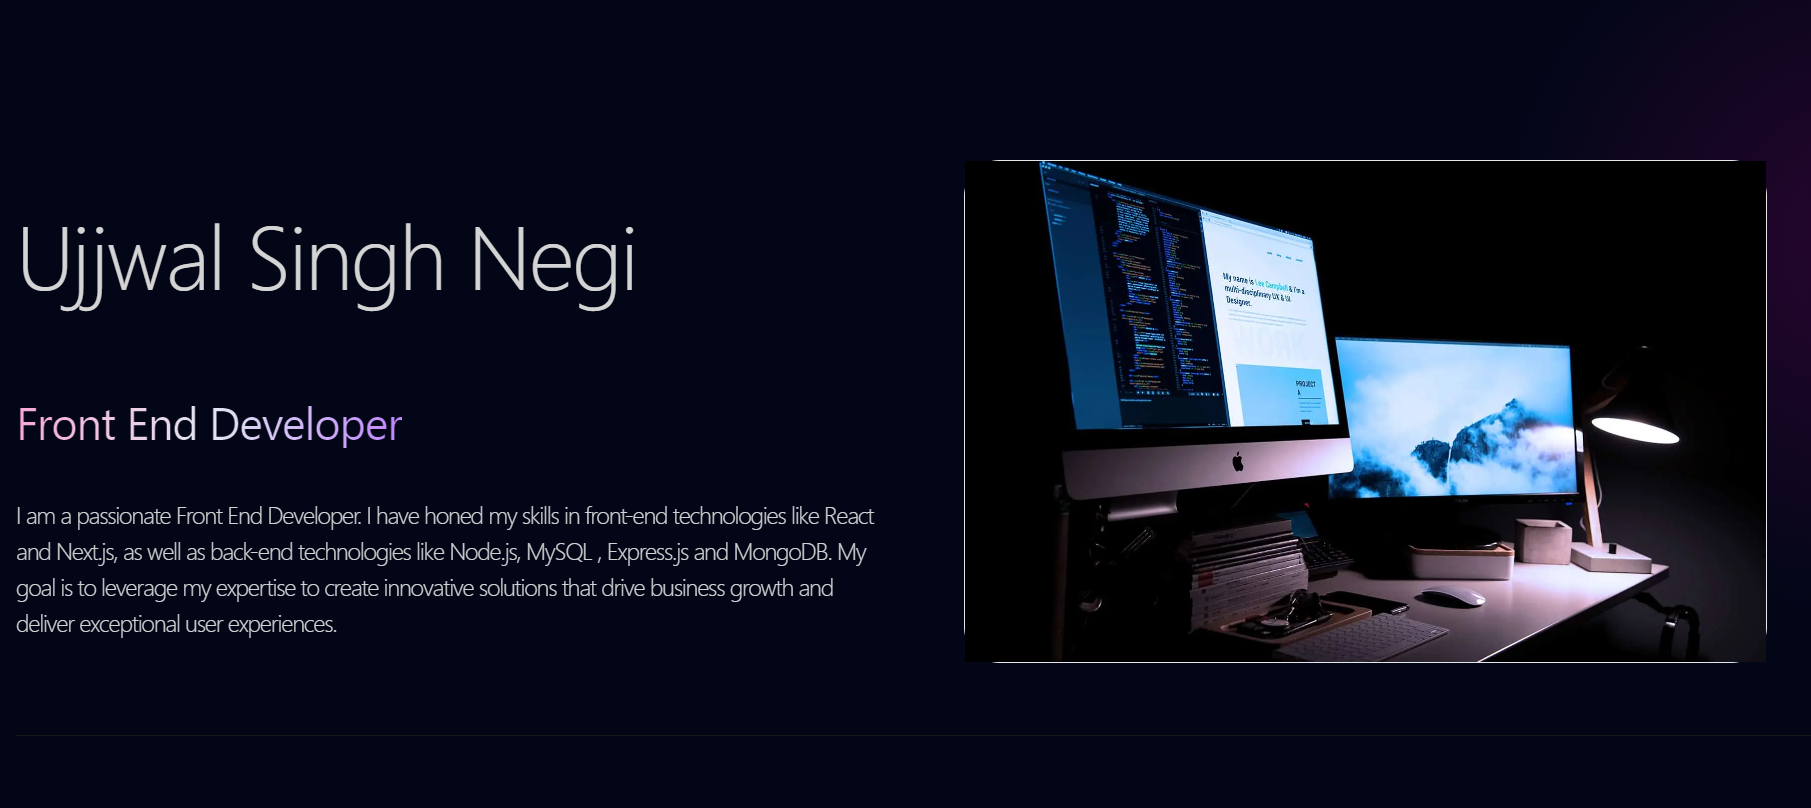 Ujjwal Singh Negi
Front End Developer
I am a passionate Front End Developer. I have honed my skills in front-end technologies like React
and Next.js, as well as back-end technologies like Node.js, MySQL , Express.js and MongoDB. My
goal is to leverage my expertise to create innovative solutions that drive business growth and
deliver exceptional user experiences.
My name is Lee Campbell & I'm a
multi-disciplinary UX & UI
Designer.
PROJECT
A